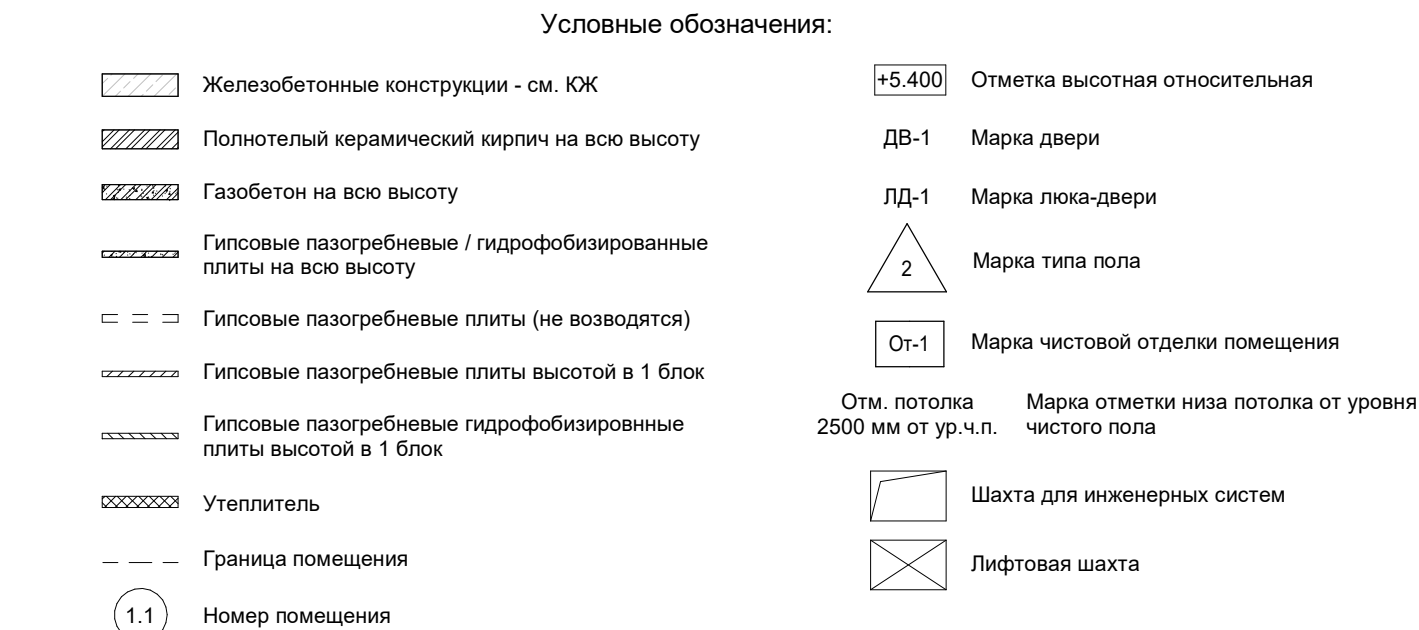 Условные обозначения:
Железобетонные конструкции - см. КЖ
Полнотелый керамический кирпич на всю высоту
Газобетон на всю высоту
Гипсовые пазогребневые / гидрофобизированные
плиты на всю высоту
Гипсовые пазогребневые плиты (не возводятся)
Гипсовые пазогребневые плиты высотой в 1 блок
Гипсовые пазогребневые гидрофобизировнные
плиты высотой в 1 блок
Утеплитель
Граница помещения
1.1 Номер помещения
+5.400 Отметка высотная относительная
ДВ-1 Марка двери
ЛД-1 Марка люка-двери
2 Марка типа пола
От-1 Марка чистовой отделки помещения
Отм. потолка Марка отметки низа потолка от уровня
2500 мм от ур.ч.п. чистого пола
Шахта для инженерных систем
Лифтовая шахта